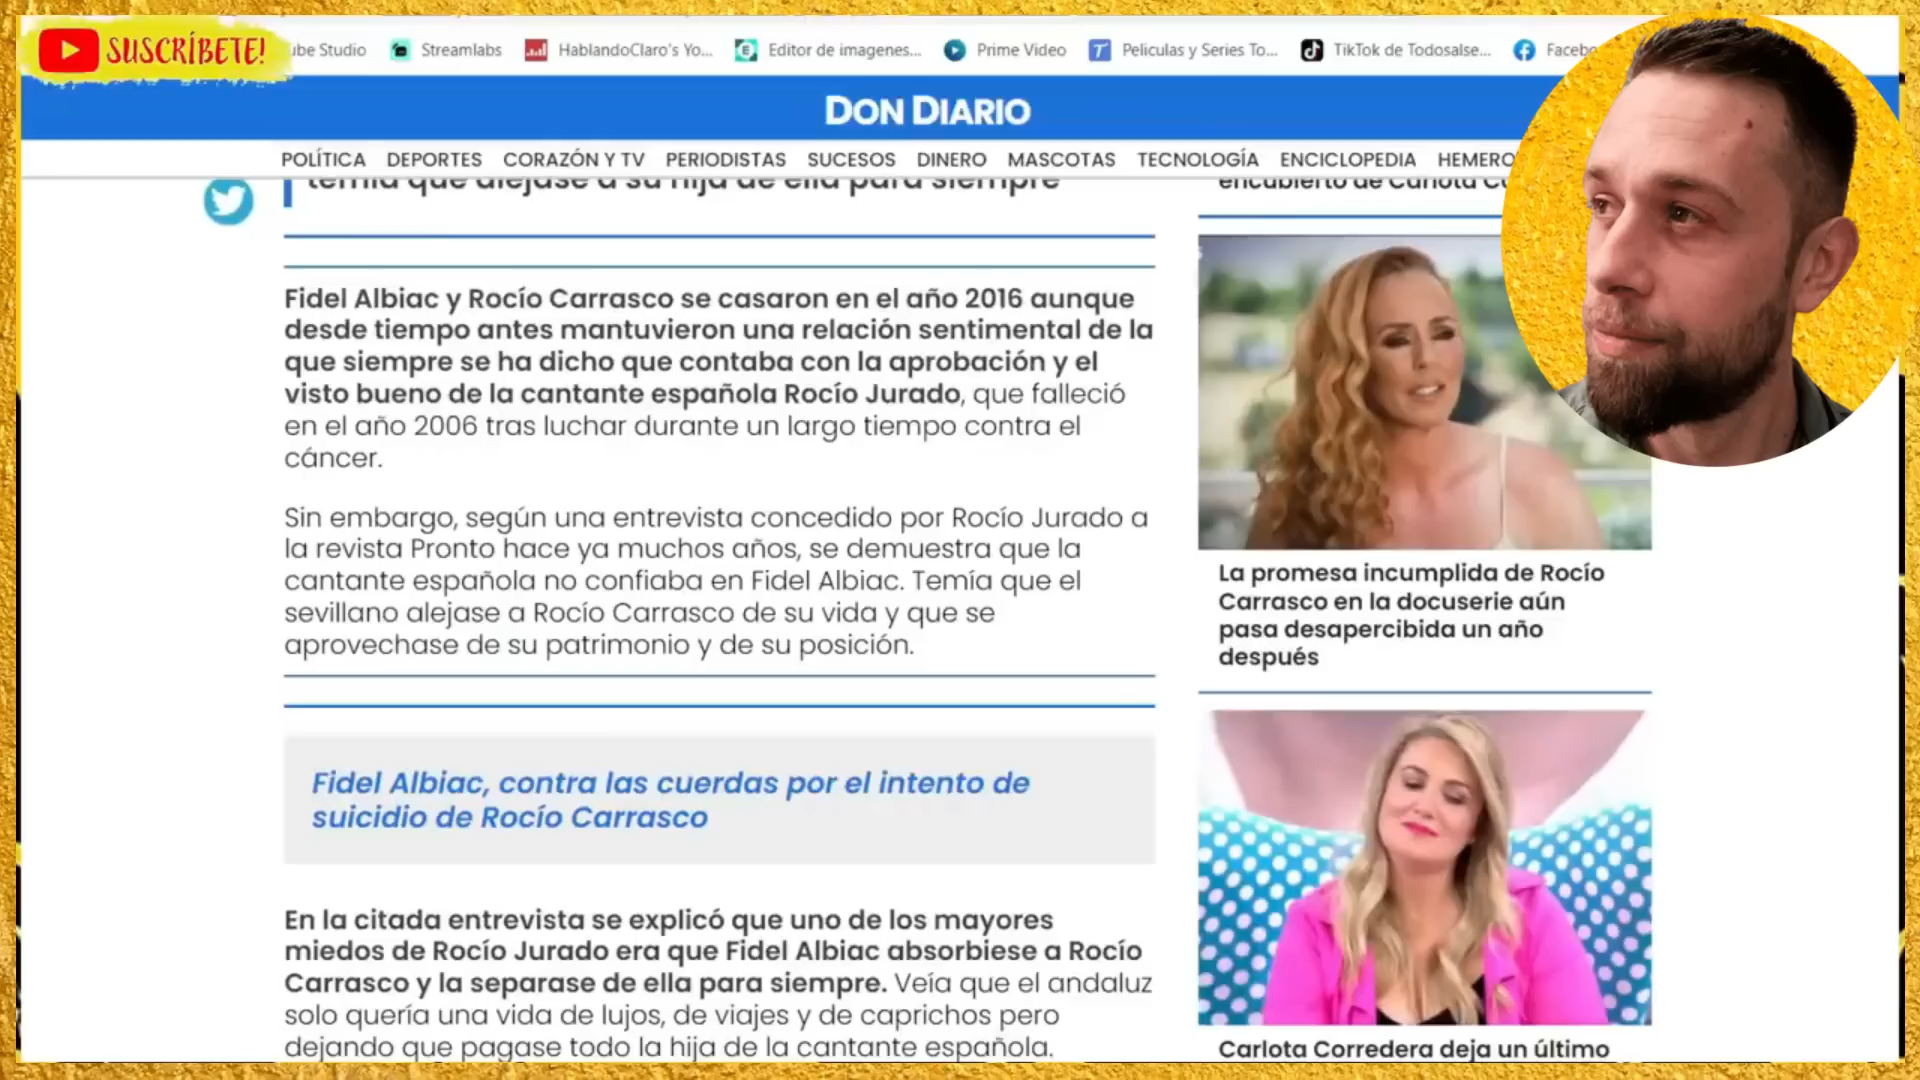 SUSCRÍBETE!
ube Studio
Streamlabs
HablandoClaro's Yo...
Editor de imagenes...
Prime Video
Peliculas y Series To...
TikTok de Todosalse...
Facebo
DON DIARIO
POLÍTICA DEPORTES CORAZÓN Y TV PERIODISTAS SUCESOS DINERO MASCOTAS TECNOLOGÍA ENCICLOPEDIA HEMERO
temía que alejase a su hija de ella para siempre
Fidel Albiac y Rocío Carrasco se casaron en el año 2016 aunque
desde tiempo antes mantuvieron una relación sentimental de la
que siempre se ha dicho que contaba con la aprobación y el
visto bueno de la cantante española Rocío Jurado, que falleció
en el año 2006 tras luchar durante un largo tiempo contra el
cáncer.
Sin embargo, según una entrevista concedido por Rocío Jurado a
la revista Pronto hace ya muchos años, se demuestra que la
cantante española no confiaba en Fidel Albiac. Temía que el
sevillano alejase a Rocío Carrasco de su vida y que se
aprovechase de su patrimonio y de su posición.
Fidel Albiac, contra las cuerdas por el intento de
suicidio de Rocío Carrasco
En la citada entrevista se explicó que uno de los mayores
miedos de Rocío Jurado era que Fidel Albiac absorbiese a Rocío
Carrasco y la separase de ella para siempre. Veía que el andaluz
solo quería una vida de lujos, de viajes y de caprichos pero
dejando que pagase todo la hija de la cantante española.
encubierto de Carlota Co
La promesa incumplida de Rocío
Carrasco en la docuserie aún
pasa desapercibida un año
después
Carlota Corredera deja un último